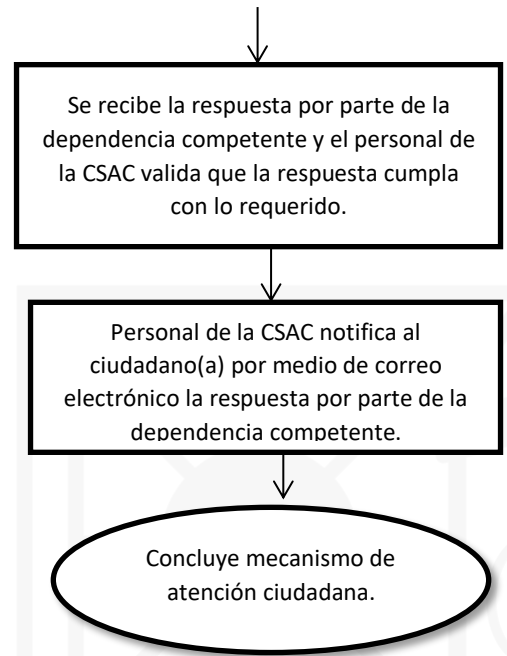 Se recibe la respuesta por parte de la
dependencia competente y el personal de
la CSAC valida que la respuesta cumpla
con lo requerido.
Personal de la CSAC notifica al
ciudadano(a) por medio de correo
electrónico la respuesta por parte de la
dependencia competente.
Concluye mecanismo de
atención ciudadana.